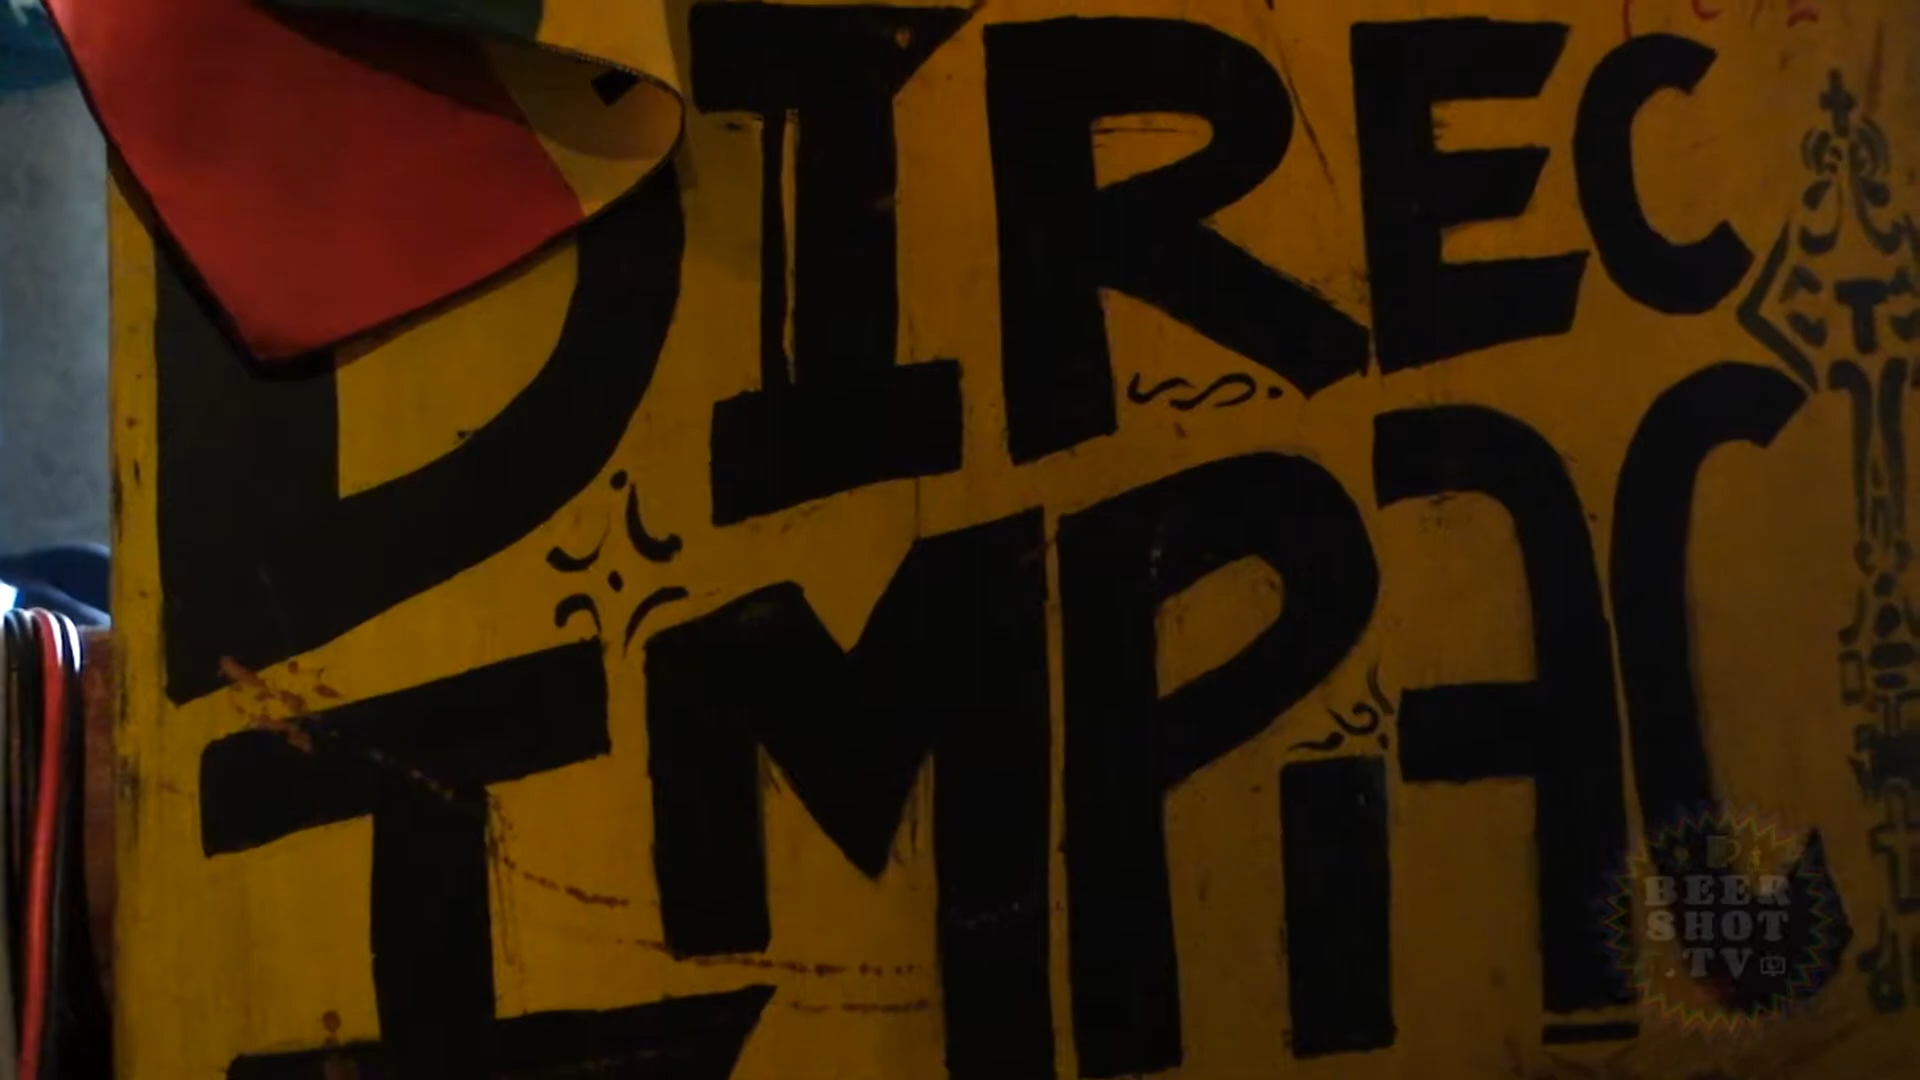 DIREC
IMPAC
BEER
SHOT
.TV